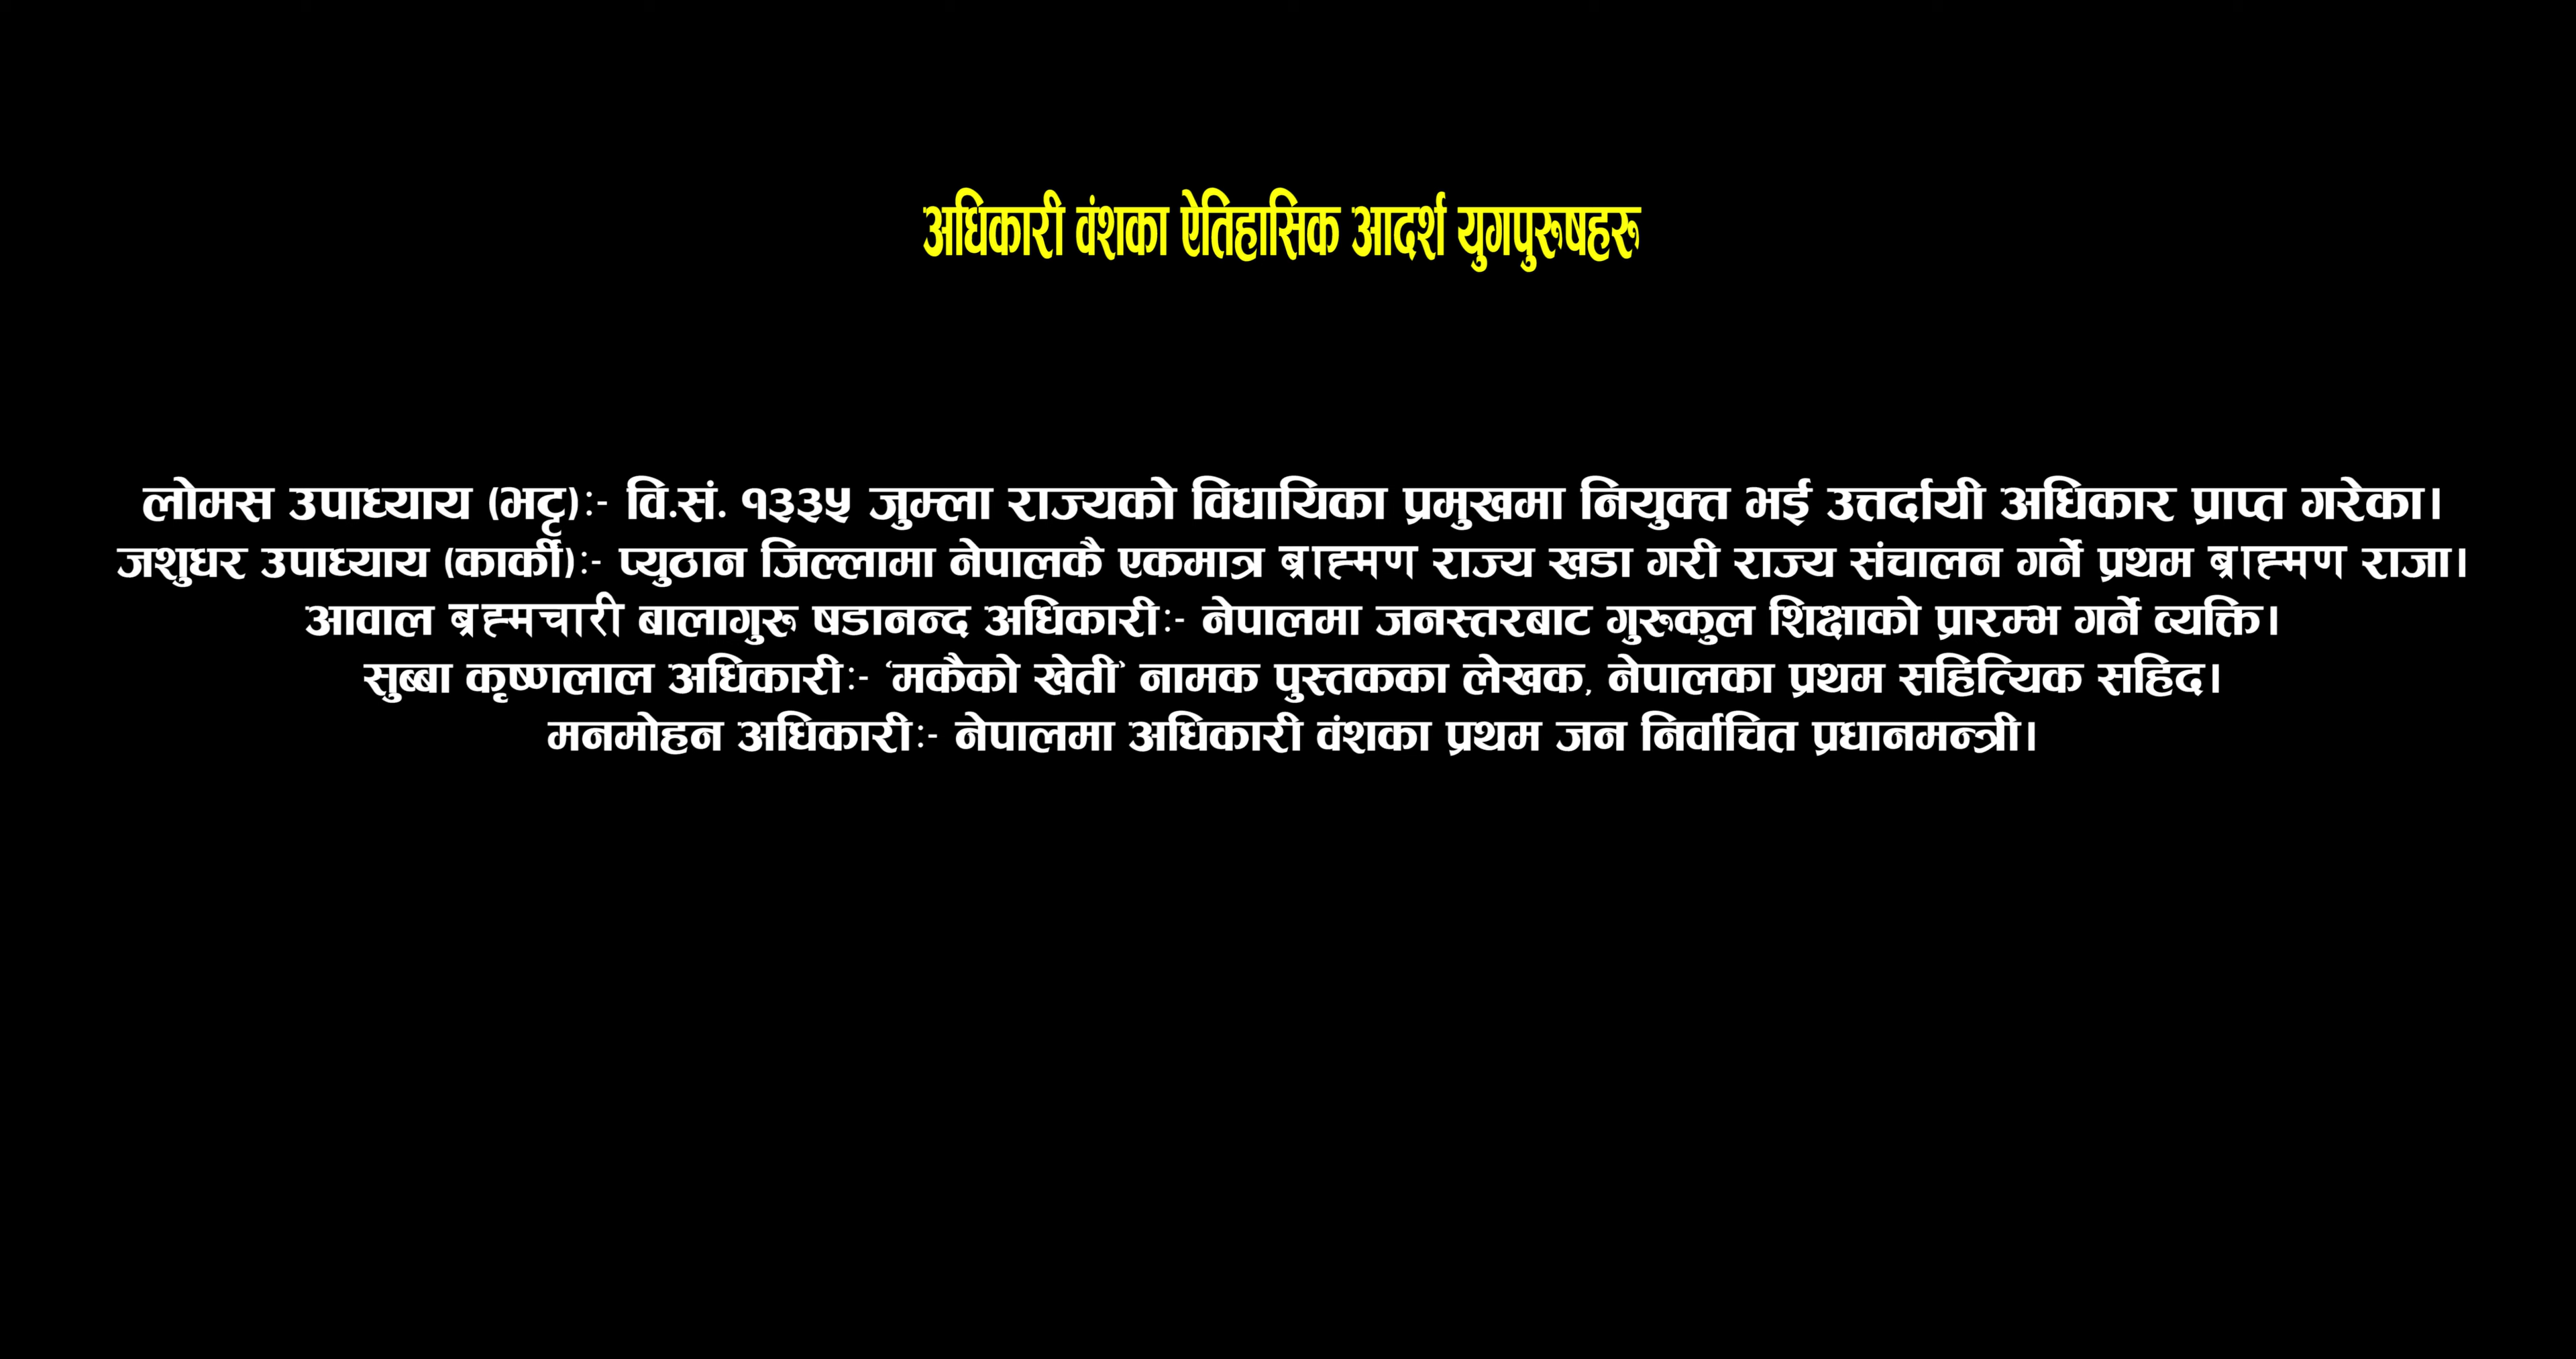 अधिकारी वंशका ऐतिहासिक आदर्श युगपुरूषहरू
लोमस उपाध्याय (भट्ट):- वि.सं. १३३५ जुम्ला राज्यको विधायिका प्रमुखमा नियुक्त भई उत्तर्दायी अधिकार प्राप्त गरेका।
जशुधर उपाध्याय (कार्की):- प्युठान जिल्लामा नेपालकै एकमात्र ब्राह्मण राज्य खडा गरी राज्य संचालन गर्ने प्रथम ब्राह्मण राजा।
आवाल ब्रह्मचारी बालागुरू षडानन्द अधिकारी:- नेपालमा जनस्तरबाट गुरूकुल शिक्षाको प्रारम्भ गर्ने व्यक्ति।
सुब्बा कृष्णलाल अधिकारी:- ‘मकैको खेती’ नामक पुस्तकका लेखक, नेपालका प्रथम सहित्यिक सहिद।
मनमोहन अधिकारी:- नेपालमा अधिकारी वंशका प्रथम जन निर्वाचित प्रधानमन्त्री।